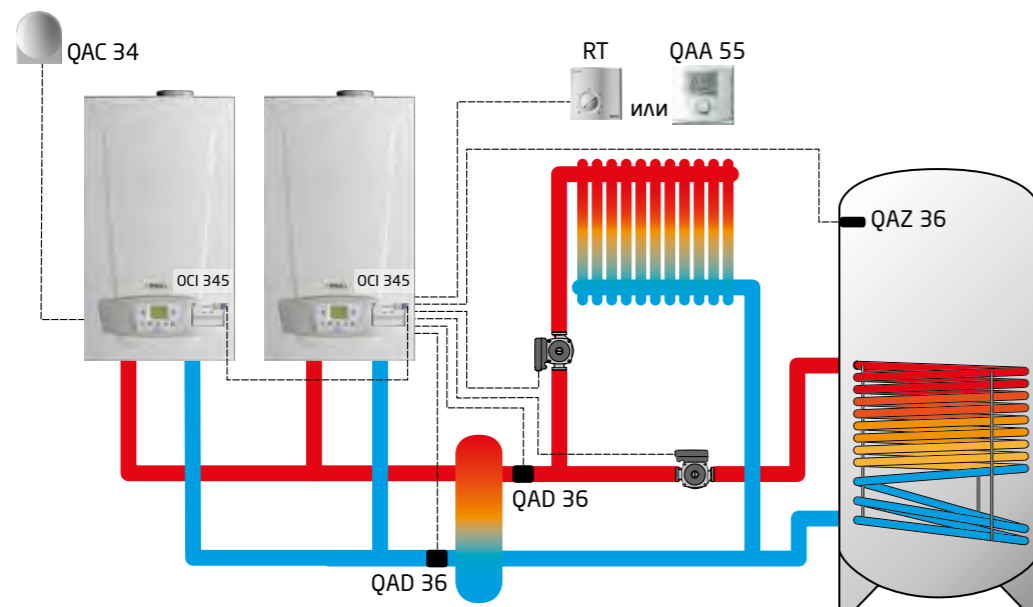 QAC 34
RT
или
QAA 55
OCI 345
OCI 345
QAZ 36
QAD 36
QAD 36